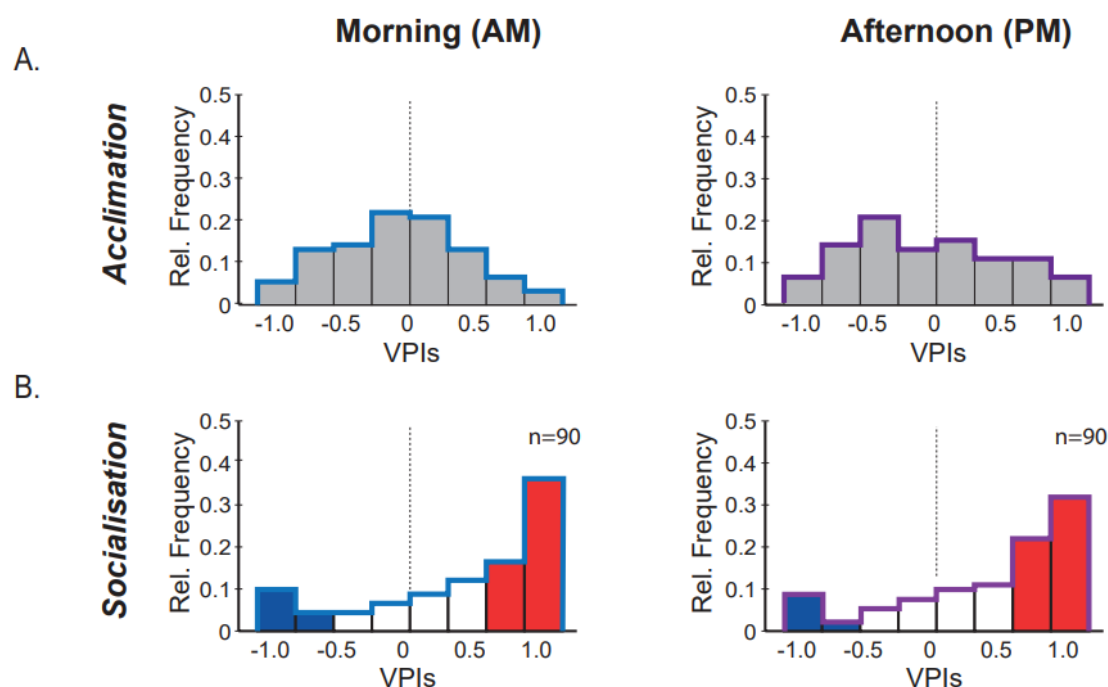 Morning (AM)
Afternoon (PM)
A.
Acclimation
Rel. Frequency
0.5
0.4
0.3
0.2
0.1
0
-1.0 -0.5 0 0.5 1.0
VPIs
Rel. Frequency
0.5
0.4
0.3
0.2
0.1
0
-1.0 -0.5 0 0.5 1.0
VPIs
B.
Socialisation
Rel. Frequency
0.5
0.4
0.3
0.2
0.1
0
n=90
-1.0 -0.5 0 0.5 1.0
VPIs
Rel. Frequency
0.5
0.4
0.3
0.2
0.1
0
n=90
-1.0 -0.5 0 0.5 1.0
VPIs